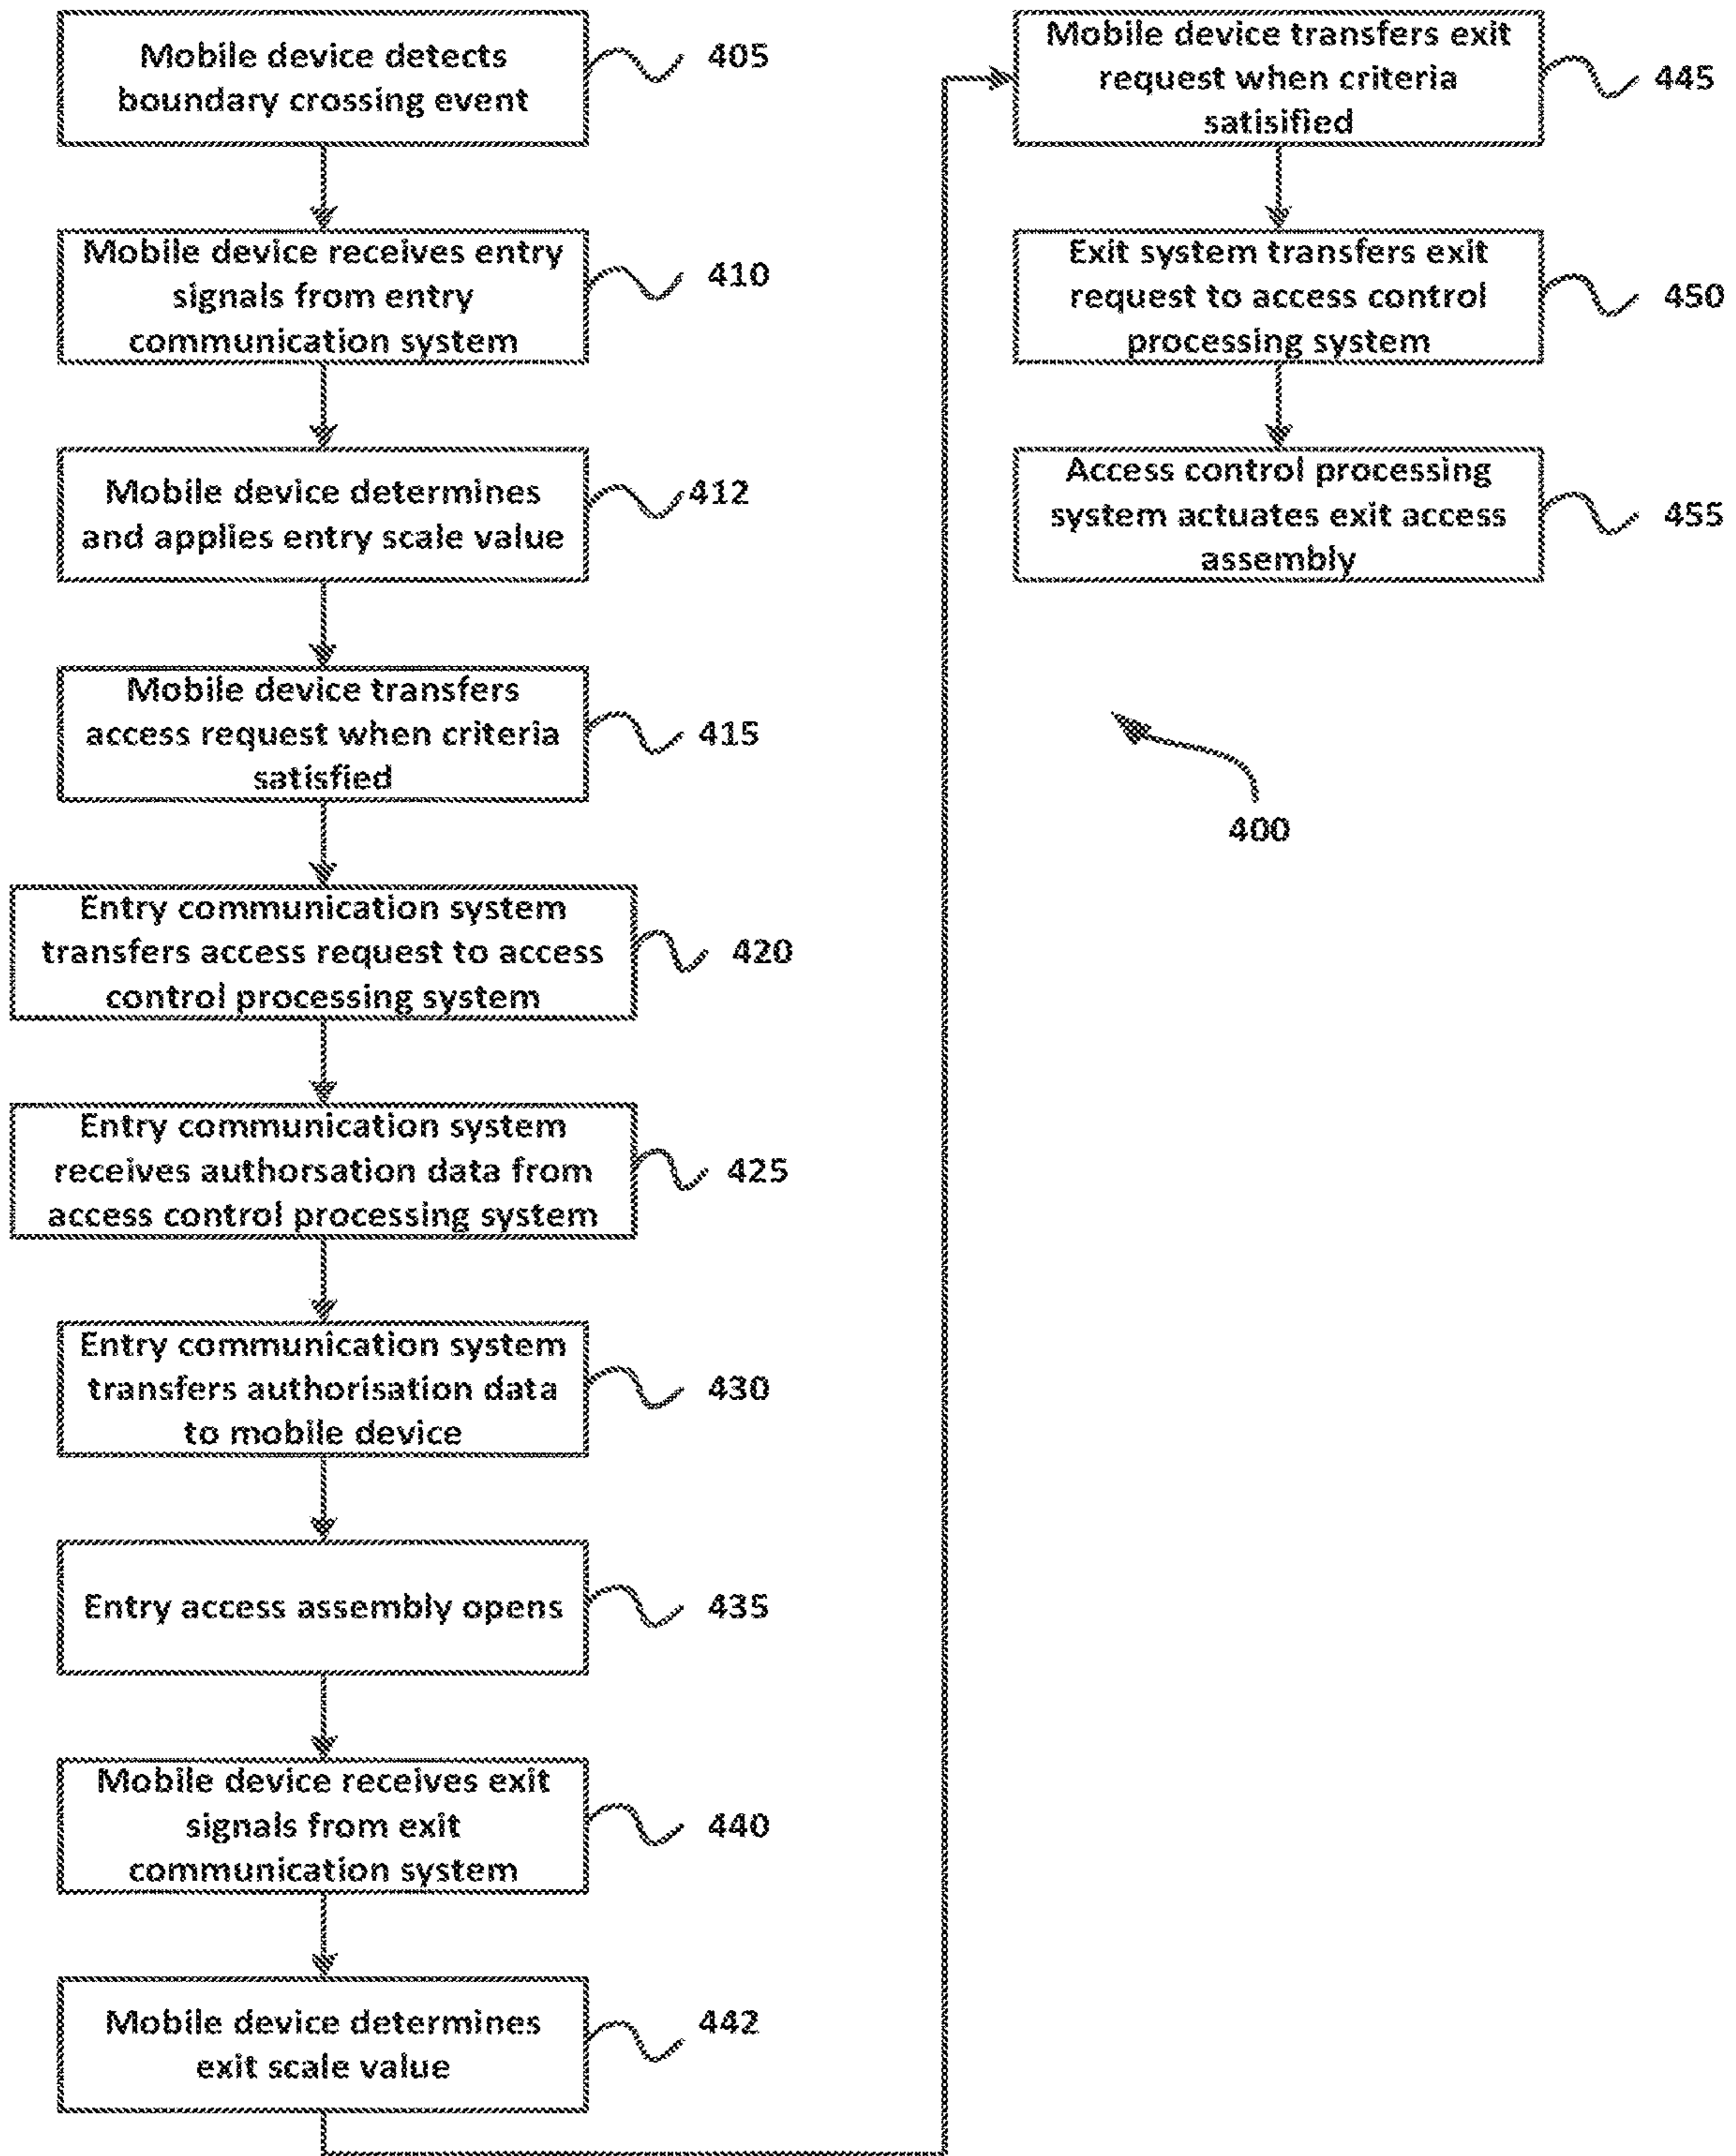 Mobile device detects
boundary crossing event
405
Mobile device receives entry
signals from entry
communication system
410
Mobile device determines
and applies entry scale value
412
Mobile device transfers
access request when criteria
satisfied
415
Entry communication system
transfers access request to access
control processing system
420
Entry communication system
receives authorsation data from
access control processing system
425
Entry communication system
transfers authorisation data
to mobile device
430
Entry access assembly opens
435
Mobile device receives exit
signals from exit
communication system
440
Mobile device determines
exit scale value
442
Mobile device transfers exit
request when criteria
satisified
445
Exit system transfers exit
request to access control
processing system
450
Access control processing
system actuates exit access
assembly
455
400